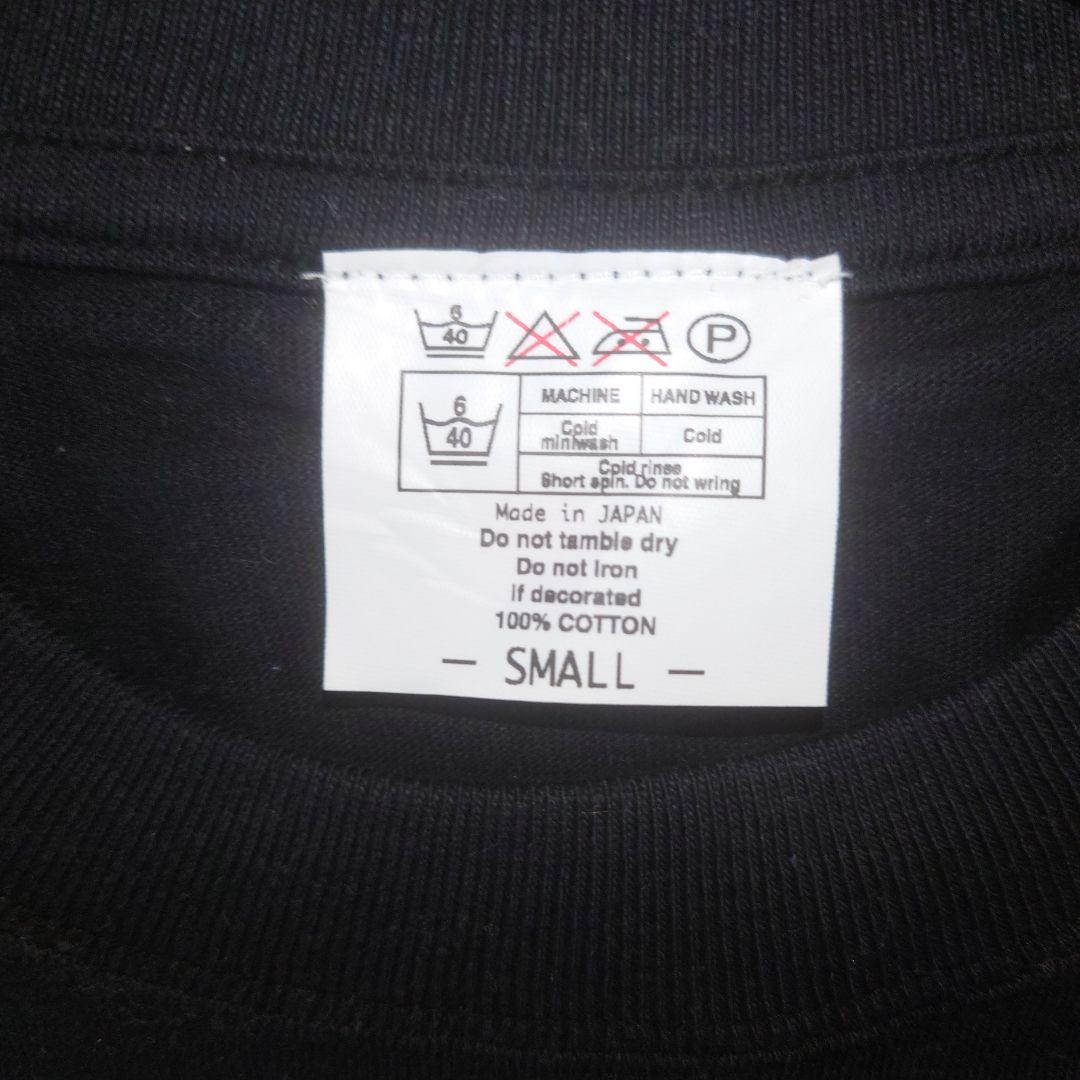 6
40
P
6
40
MACHINE HAND WASH
Cold
miniwash
Cold
Cold rinse
Short spin. Do not wring
Made in JAPAN
Do not tamble dry
Do not Iron
If decorated
100% COTTON
— SMALL —